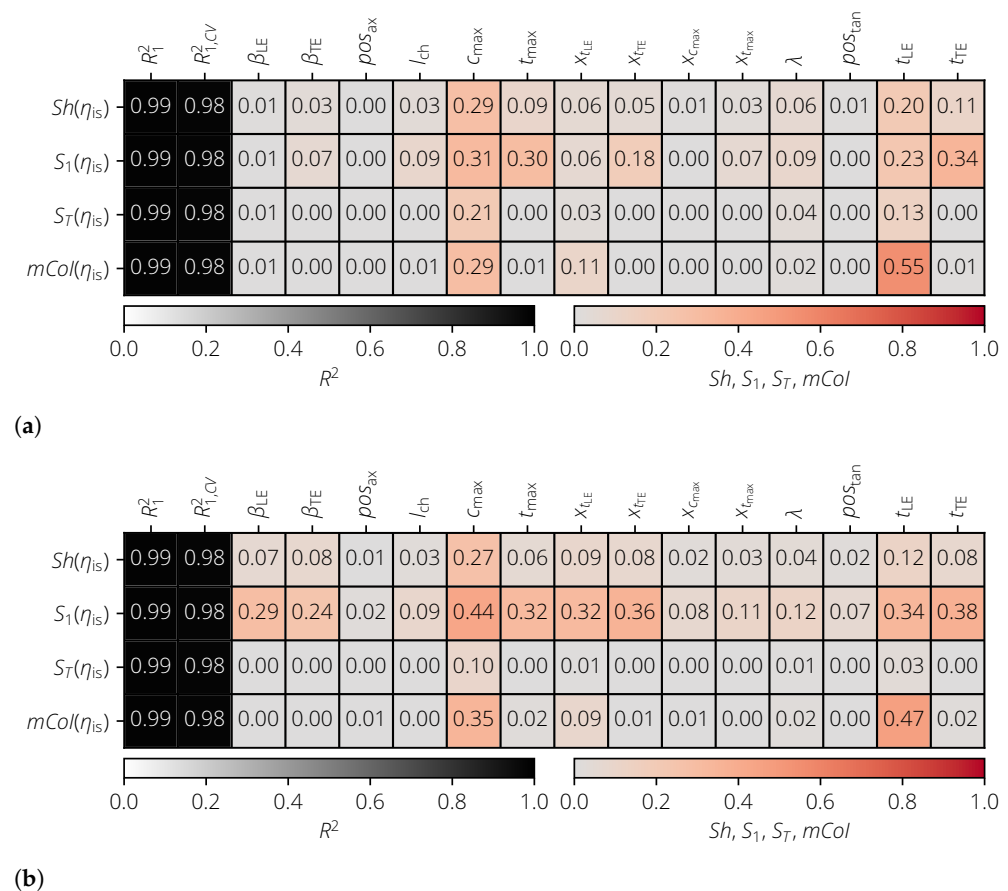 R²₁ R²₁,CV β_LE β_TE pos_ax l_ch c_max t_max x_t_LE x_t_TE x_c_max x_t_max λ pos_tan t_LE t_TE
Sh(η_is) 0.99 0.98 0.01 0.03 0.00 0.03 0.29 0.09 0.06 0.05 0.01 0.03 0.06 0.01 0.20 0.11
S₁(η_is) 0.99 0.98 0.01 0.07 0.00 0.09 0.31 0.30 0.06 0.18 0.00 0.07 0.09 0.00 0.23 0.34
S_T(η_is) 0.99 0.98 0.01 0.00 0.00 0.00 0.21 0.00 0.03 0.00 0.00 0.00 0.04 0.00 0.13 0.00
mCoI(η_is) 0.99 0.98 0.01 0.00 0.00 0.01 0.29 0.01 0.11 0.00 0.00 0.00 0.02 0.00 0.55 0.01
0.0 0.2 0.4 0.6 0.8 1.0 0.0 0.2 0.4 0.6 0.8 1.0
R² Sh, S₁, S_T, mCoI
(a)
R²₁ R²₁,CV β_LE β_TE pos_ax l_ch c_max t_max x_t_LE x_t_TE x_c_max x_t_max λ pos_tan t_LE t_TE
Sh(η_is) 0.99 0.98 0.07 0.08 0.01 0.03 0.27 0.06 0.09 0.08 0.02 0.03 0.04 0.02 0.12 0.08
S₁(η_is) 0.99 0.98 0.29 0.24 0.02 0.09 0.44 0.32 0.32 0.36 0.08 0.11 0.12 0.07 0.34 0.38
S_T(η_is) 0.99 0.98 0.00 0.00 0.00 0.00 0.10 0.00 0.01 0.00 0.00 0.00 0.01 0.00 0.03 0.00
mCoI(η_is) 0.99 0.98 0.00 0.00 0.01 0.00 0.35 0.02 0.09 0.01 0.01 0.00 0.02 0.00 0.47 0.02
0.0 0.2 0.4 0.6 0.8 1.0 0.0 0.2 0.4 0.6 0.8 1.0
R² Sh, S₁, S_T, mCoI
(b)